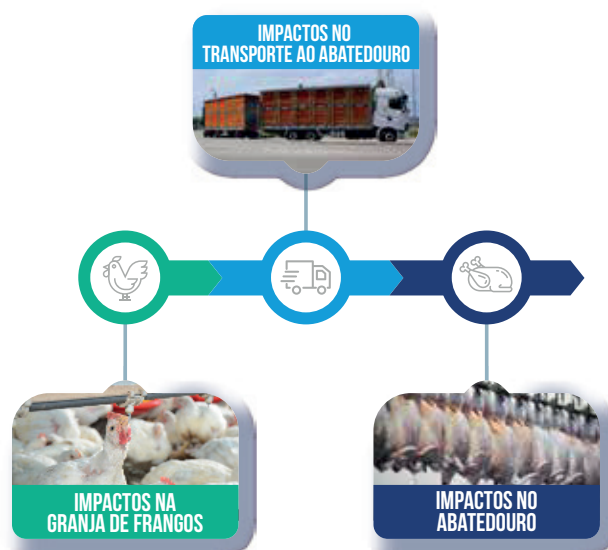 IMPACTOS NO
TRANSPORTE AO ABATEDOURO
IMPACTOS NA
GRANJA DE FRANGOS
IMPACTOS NO
ABATEDOURO